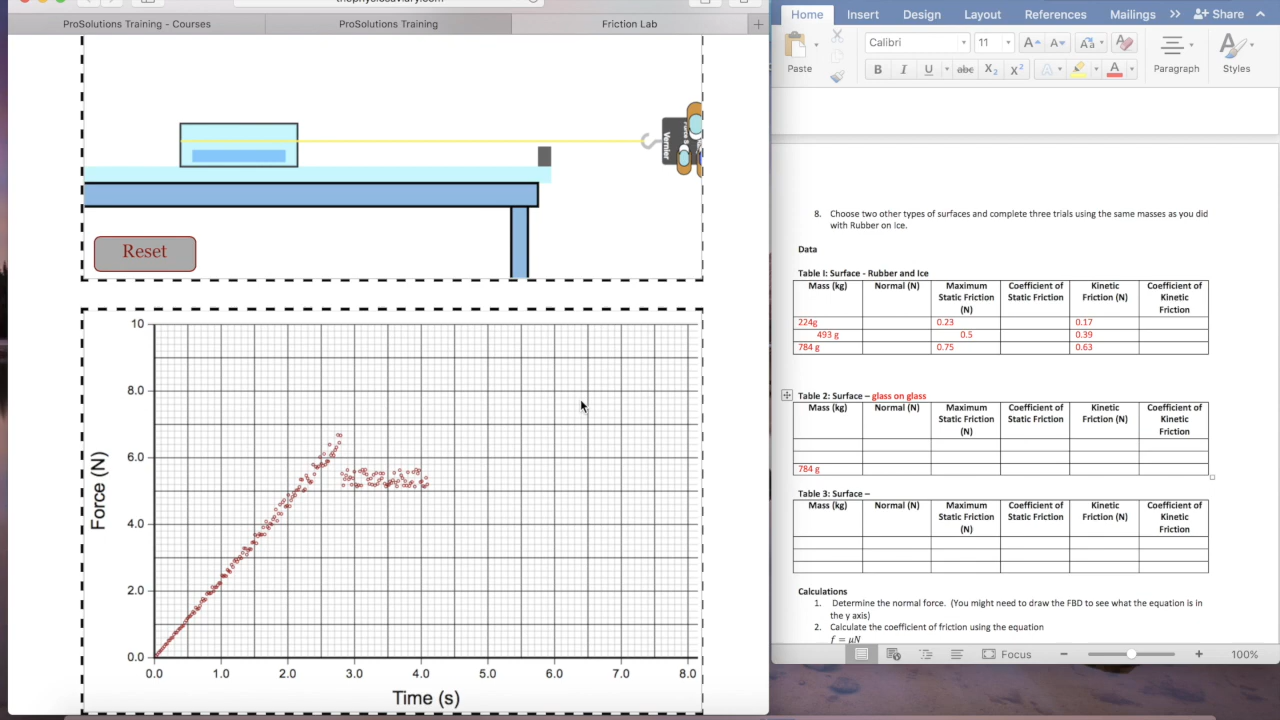 ProSolutions Training - Courses
ProSolutions Training
Friction Lab
Vernier
Reset
10
8.0
6.0
4.0
2.0
0.0
Force (N)
0.0 1.0 2.0 3.0 4.0 5.0 6.0 7.0 8.0
Time (s)
Home Insert Design Layout References Mailings Share
Calibri 11
Paste
B I U abc X2 X2 A
Paragraph
Styles
8. Choose two other types of surfaces and complete three trials using the same masses as you did
with Rubber on Ice.
Data
Table I: Surface - Rubber and Ice
Mass (kg) Normal (N) Maximum Static Friction (N) Coefficient of Static Friction Kinetic Friction (N) Coefficient of Kinetic Friction
224g 0.23 0.17
493 g 0.5 0.39
784 g 0.75 0.63
Table 2: Surface – glass on glass
Mass (kg) Normal (N) Maximum Static Friction (N) Coefficient of Static Friction Kinetic Friction (N) Coefficient of Kinetic Friction
784 g
Table 3: Surface –
Mass (kg) Normal (N) Maximum Static Friction (N) Coefficient of Static Friction Kinetic Friction (N) Coefficient of Kinetic Friction
Calculations
1. Determine the normal force. (You might need to draw the FBD to see what the equation is in
the y axis)
2. Calculate the coefficient of friction using the equation
f = μN
Focus
100%